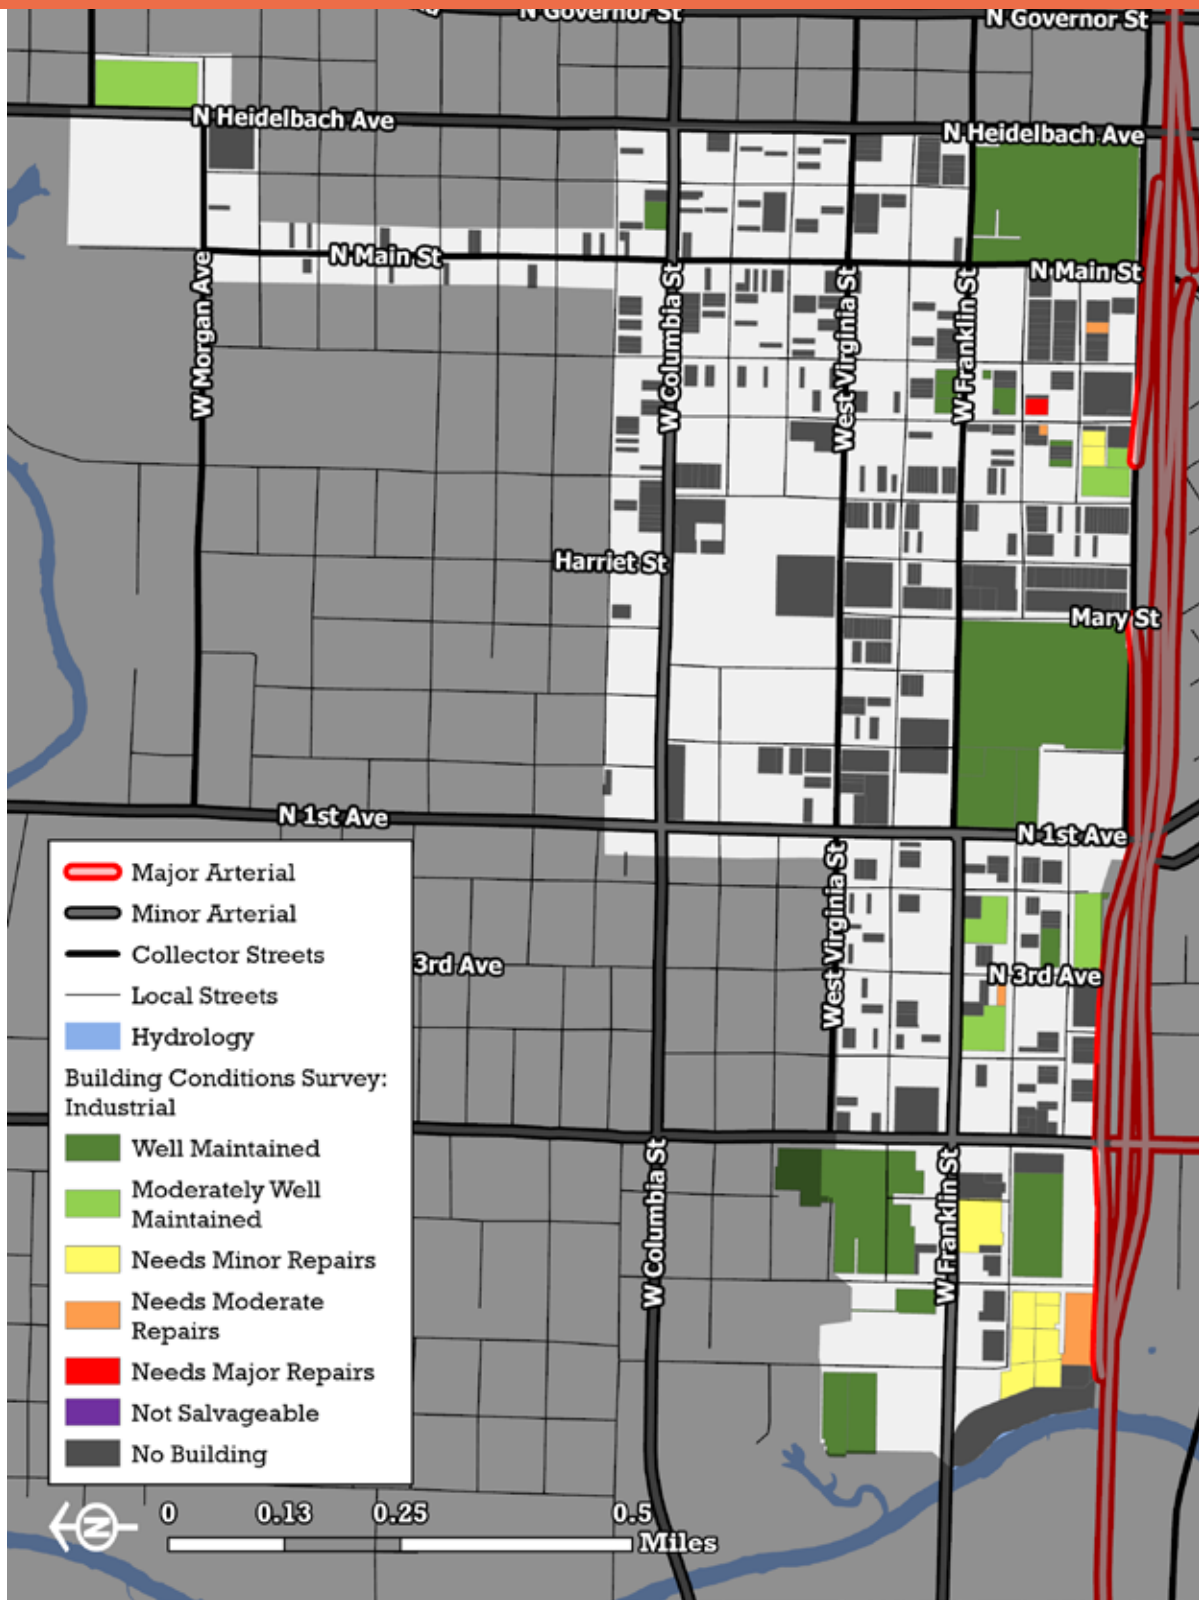 N Governor St
N Governor St
N Heidelbach Ave
N Heidelbach Ave
N Main St
N Main St
W Morgan Ave
W Columbia St
West Virginia St
W Franklin St
Harriet St
Mary St
N 1st Ave
N 1st Ave
West Virginia St
3rd Ave
N 3rd Ave
W Columbia St
W Franklin St
Major Arterial
Minor Arterial
Collector Streets
Local Streets
Hydrology
Building Conditions Survey:
Industrial
Well Maintained
Moderately Well
Maintained
Needs Minor Repairs
Needs Moderate
Repairs
Needs Major Repairs
Not Salvageable
No Building
N
0 0.13 0.25 0.5
Miles